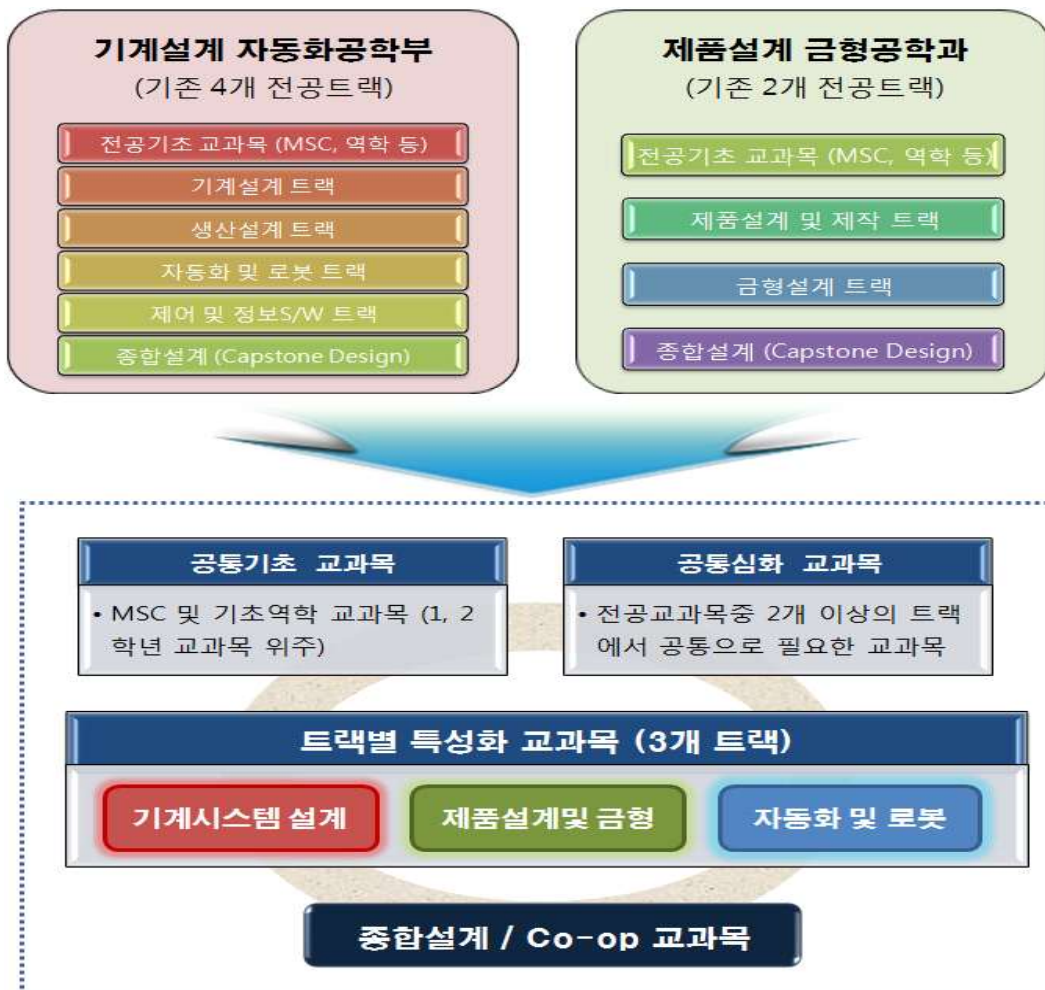 기계설계 자동화공학부
(기존 4개 전공트랙)
전공기초 교과목 (MSC, 역학 등)
기계설계 트랙
생산설계 트랙
자동화 및 로봇 트랙
제어 및 정보S/W 트랙
종합설계 (Capstone Design)
제품설계 금형공학과
(기존 2개 전공트랙)
전공기초 교과목 (MSC, 역학 등)
제품설계 및 제작 트랙
금형설계 트랙
종합설계 (Capstone Design)
공통기초 교과목
• MSC 및 기초역학 교과목 (1, 2
학년 교과목 위주)
공통심화 교과목
• 전공교과목중 2개 이상의 트랙
에서 공통으로 필요한 교과목
트랙별 특성화 교과목 (3개 트랙)
기계시스템 설계
제품설계및 금형
자동화 및 로봇
종합설계 / Co-op 교과목